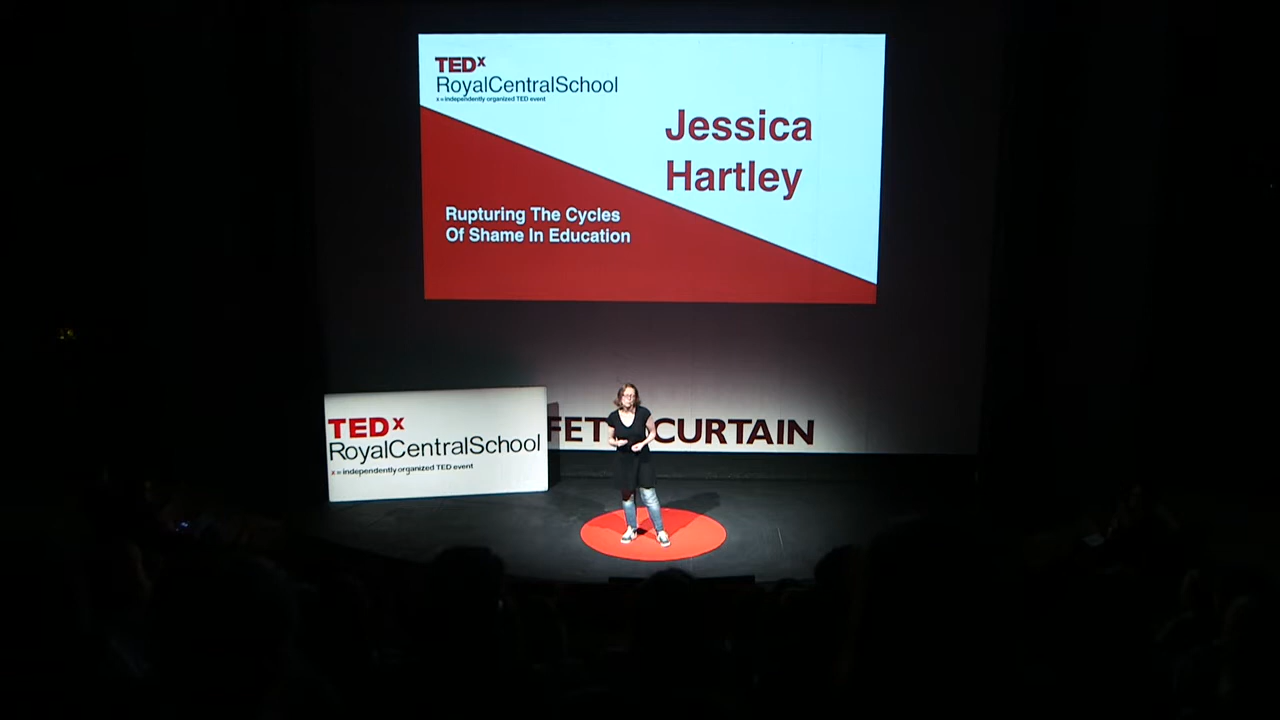 TEDx
RoyalCentralSchool
x = independently organized TED event
Jessica
Hartley
Rupturing The Cycles
Of Shame In Education
TEDx
RoyalCentralSchool
x = independently organized TED event
FET CURTAIN